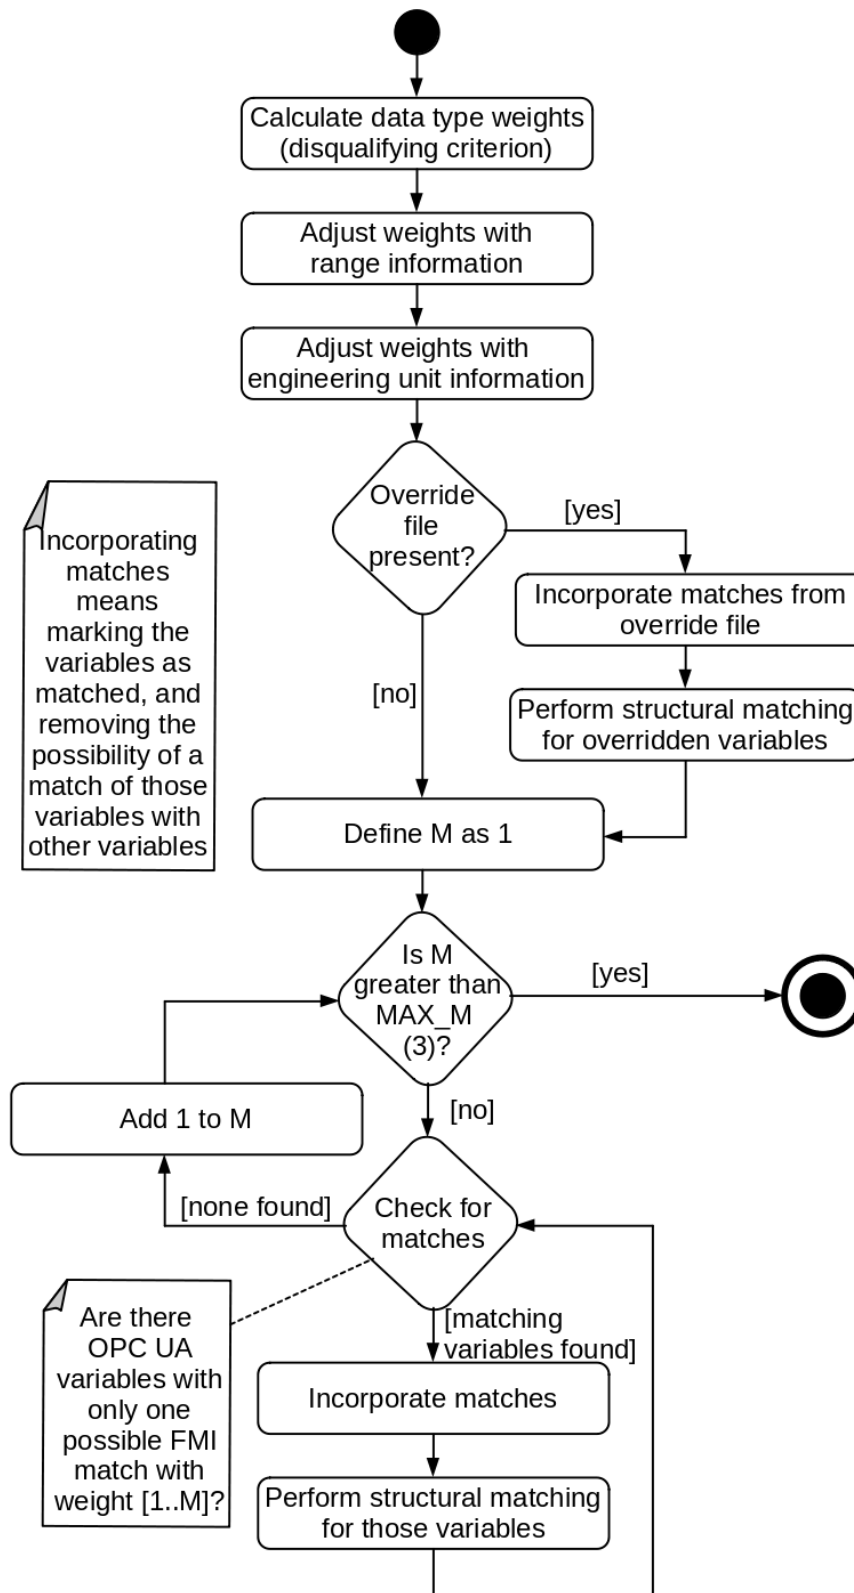 Calculate data type weights
(disqualifying criterion)
Adjust weights with
range information
Adjust weights with
engineering unit information
Override
file
present?
[yes]
Incorporate matches from
override file
Perform structural matching
for overridden variables
[no]
Incorporating
matches
means
marking the
variables as
matched, and
removing the
possibility of a
match of those
variables with
other variables
Define M as 1
Is M
greater than
MAX_M
(3)?
[yes]
[no]
Add 1 to M
[none found]
Check for
matches
Are there
OPC UA
variables with
only one
possible FMI
match with
weight [1..M]?
[matching
variables found]
Incorporate matches
Perform structural matching
for those variables